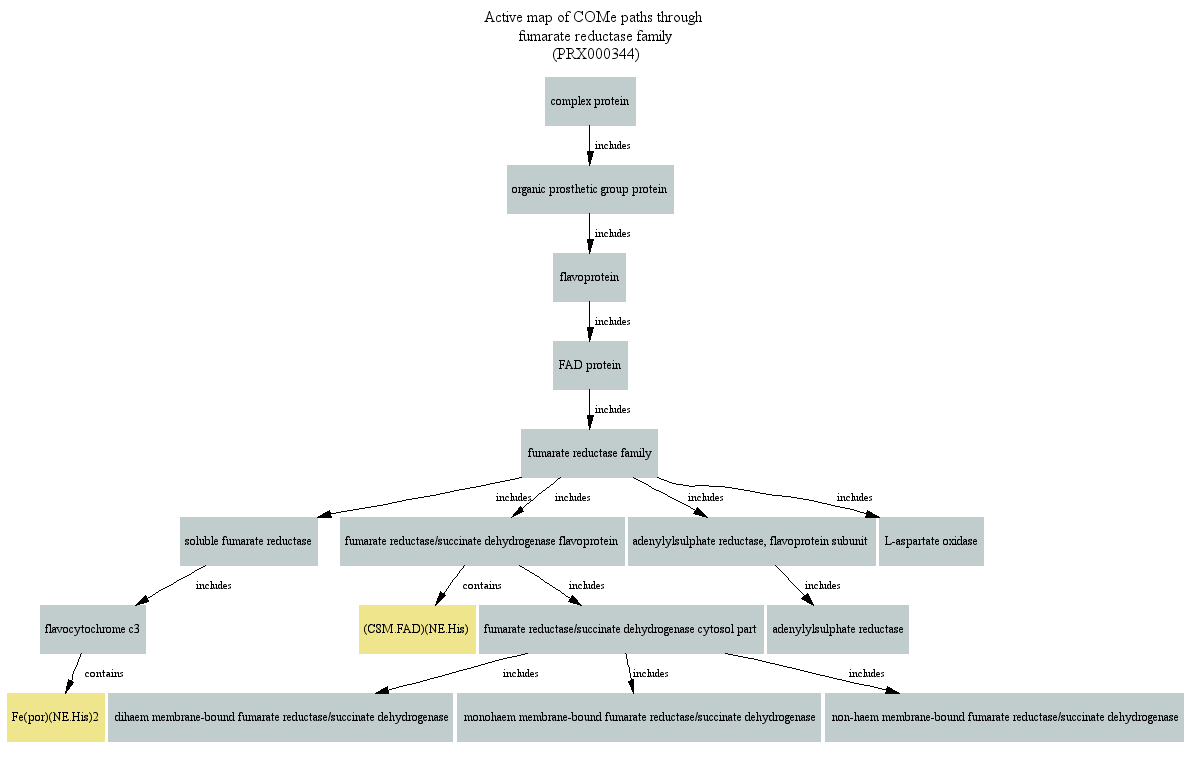 Active map of COMe paths through
fumarate reductase family
(PRX000344)
complex protein
includes
organic prosthetic group protein
includes
flavoprotein
includes
FAD protein
includes
fumarate reductase family
includes
includes
includes
includes
soluble fumarate reductase
fumarate reductase/succinate dehydrogenase flavoprotein
adenylylsulphate reductase, flavoprotein subunit
L-aspartate oxidase
includes
contains
includes
includes
flavocytochrome c3
(C8M.FAD)(NE.His)
fumarate reductase/succinate dehydrogenase cytosol part
adenylylsulphate reductase
contains
includes
includes
includes
Fe(por)(NE.His)2
dihaem membrane-bound fumarate reductase/succinate dehydrogenase
monohaem membrane-bound fumarate reductase/succinate dehydrogenase
non-haem membrane-bound fumarate reductase/succinate dehydrogenase